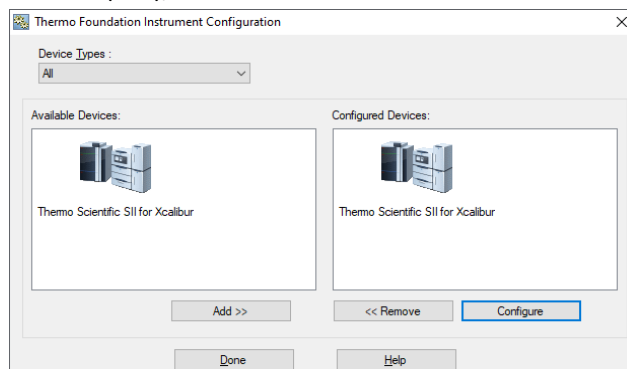 Thermo Foundation Instrument Configuration
Device Types :
All
Available Devices:
Configured Devices:
Thermo Scientific SII for Xcalibur
Thermo Scientific SII for Xcalibur
Add >>
<< Remove
Configure
Done
Help